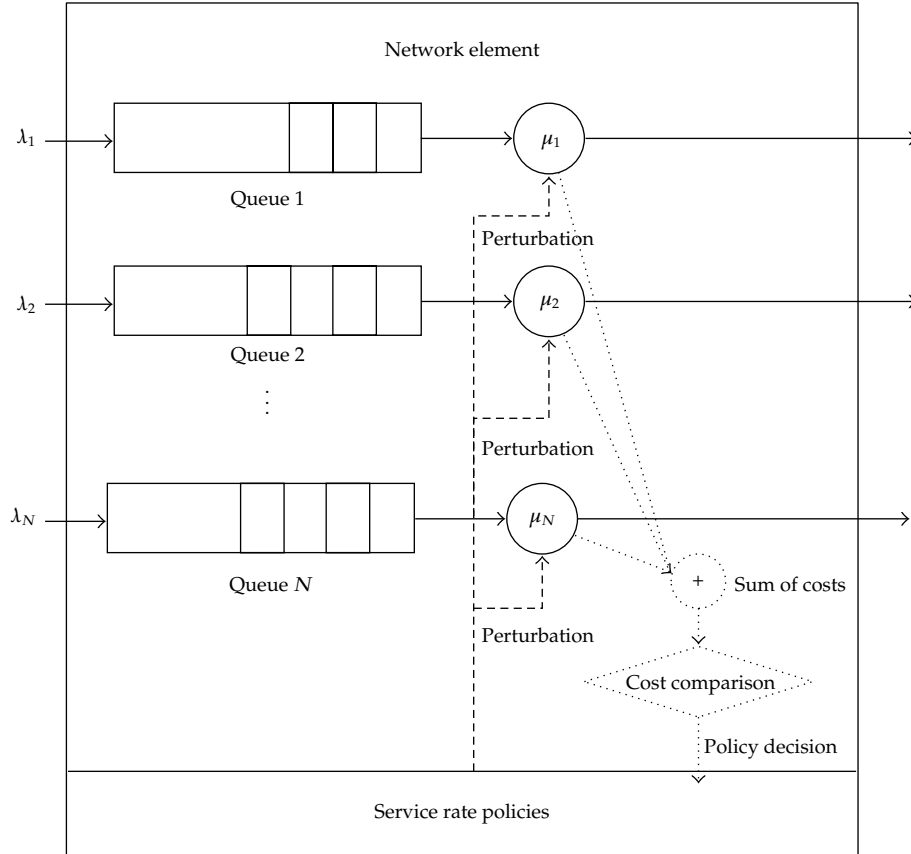 Network element
λ1
μ1
Queue 1
Perturbation
λ2
μ2
Queue 2
⋮
Perturbation
λN
μN
Queue N
+
Sum of costs
Perturbation
Cost comparison
Policy decision
Service rate policies